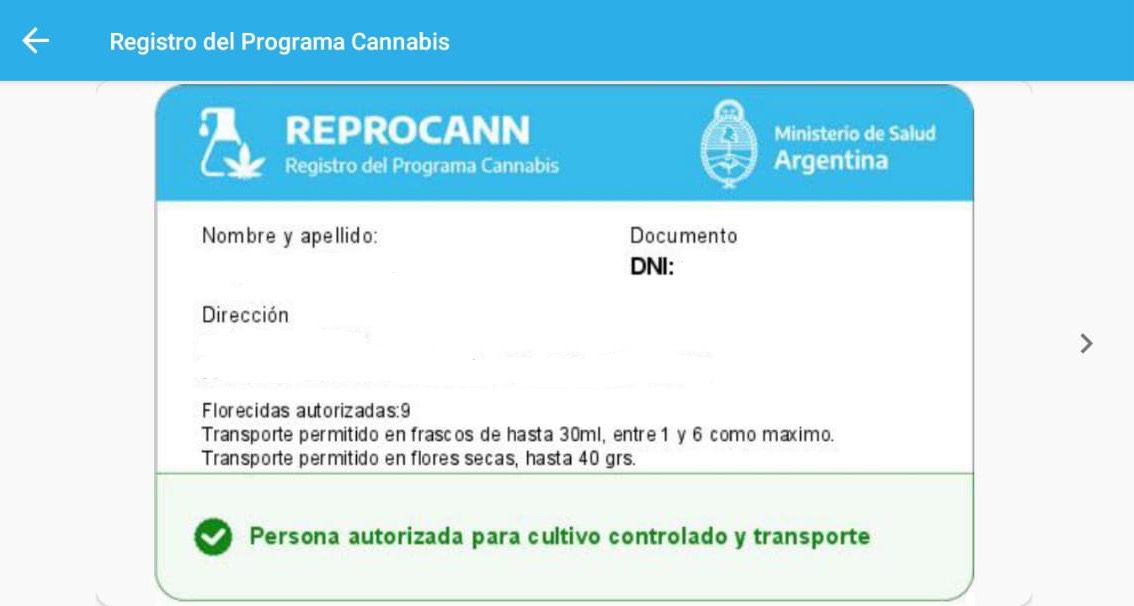 Registro del Programa Cannabis
REPROCANN
Registro del Programa Cannabis
Ministerio de Salud
Argentina
Nombre y apellido:
Documento
DNI:
Dirección
Florecidas autorizadas:9
Transporte permitido en frascos de hasta 30ml, entre 1 y 6 como maximo.
Transporte permitido en flores secas, hasta 40 grs.
Persona autorizada para cultivo controlado y transporte